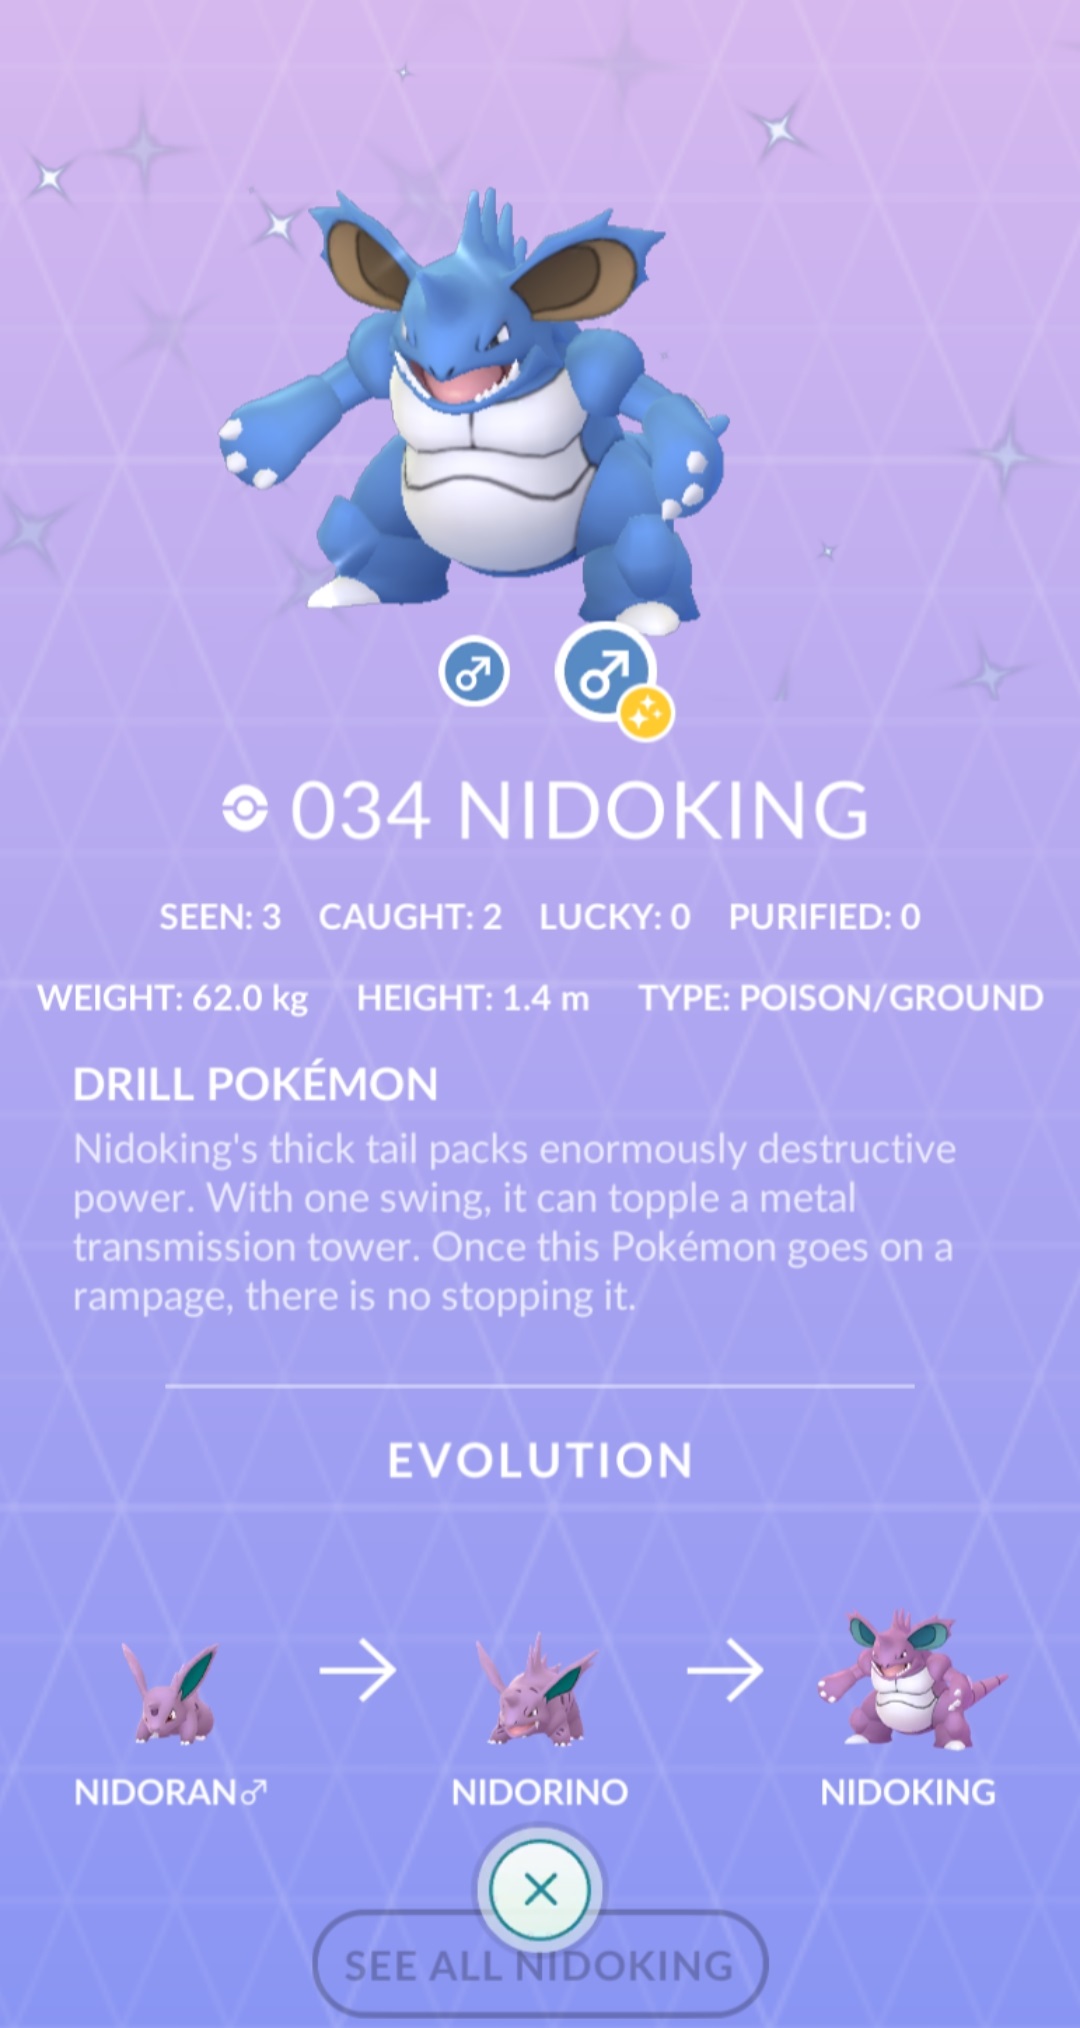 034 NIDOKING
SEEN: 3 CAUGHT: 2 LUCKY: 0 PURIFIED: 0
WEIGHT: 62.0 kg HEIGHT: 1.4 m TYPE: POISON/GROUND
DRILL POKÉMON
Nidoking's thick tail packs enormously destructive
power. With one swing, it can topple a metal
transmission tower. Once this Pokémon goes on a
rampage, there is no stopping it.
EVOLUTION
NIDORAN♂ NIDORINO NIDOKING
SEE ALL NIDOKING